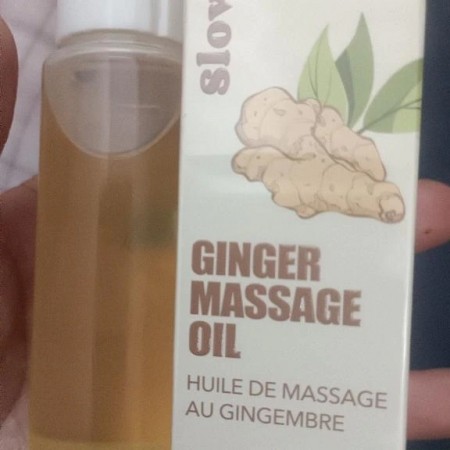 GINGER
MASSAGE
OIL
HUILE DE MASSAGE
AU GINGEMBRE